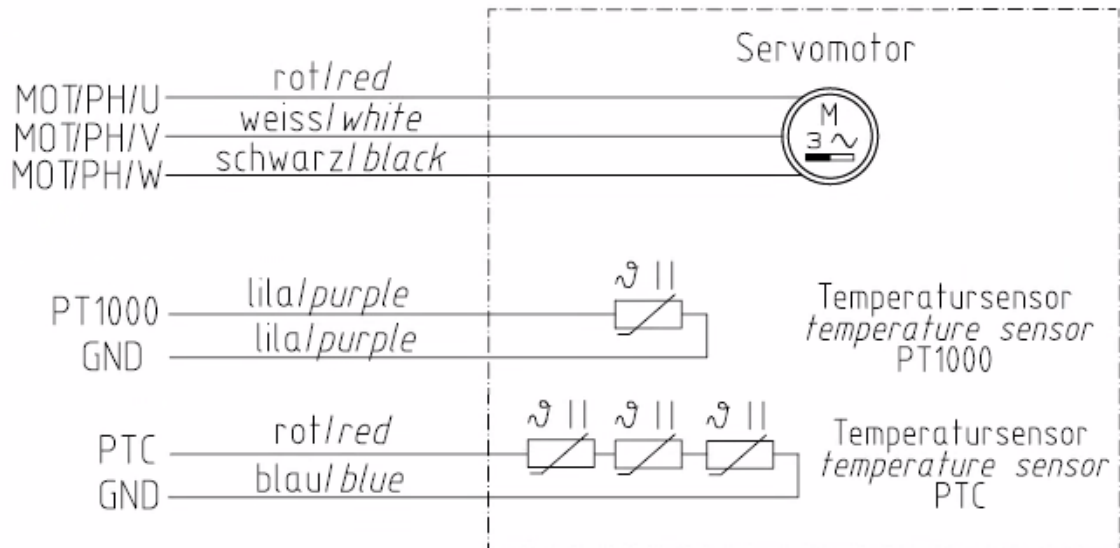 Servomotor
MOT/PH/U rot/red
MOT/PH/V weiss/white
MOT/PH/W schwarz/black
M
3 ~
PT1000 lila/purple
GND lila/purple
ϑ ||
Temperatursensor
temperature sensor
PT1000
PTC rot/red
GND blau/blue
ϑ || ϑ || ϑ ||
Temperatursensor
temperature sensor
PTC